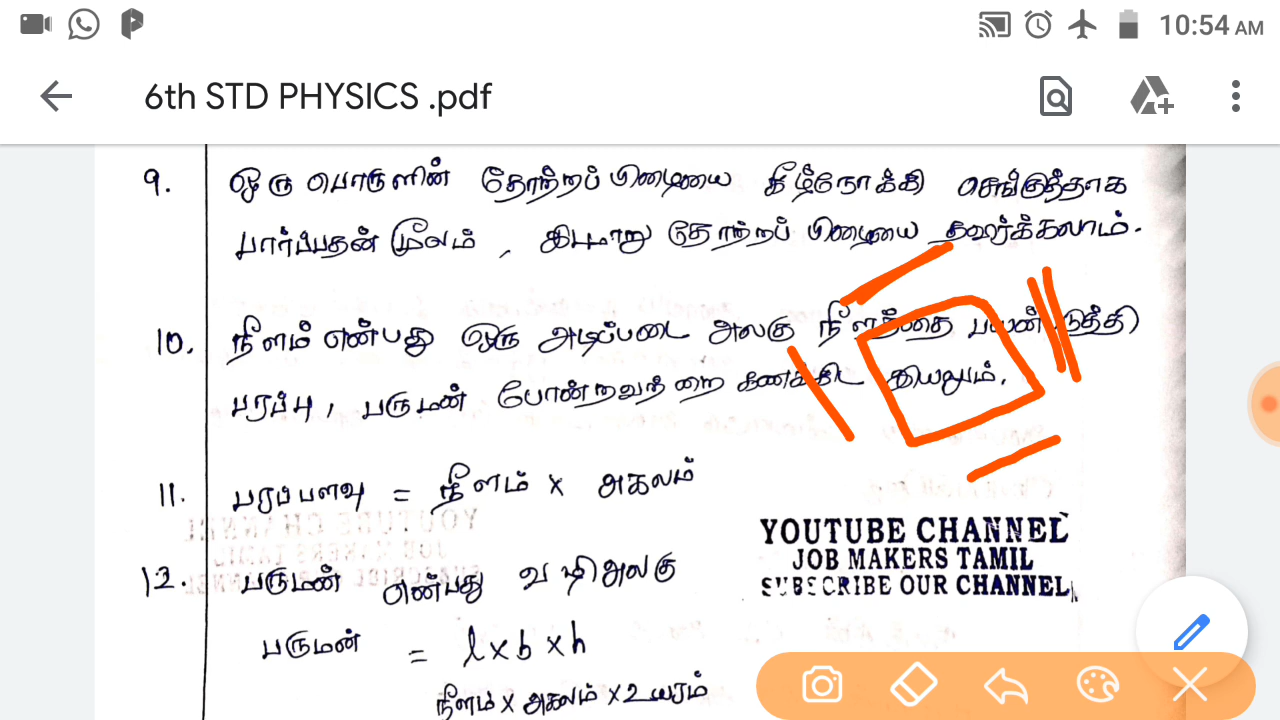 10:54 AM
6th STD PHYSICS .pdf
9. ஒரு பொருளின் தோற்றப் பிழையை கீழ்நோக்கி செங்குத்தாக
பார்ப்பதன் மூலம் , இடமாறு தோற்றப் பிழையை தவிர்க்கலாம்.
10. நீளம் என்பது ஒரு அடிப்படை அலகு நீளத்தை பயன்படுத்தி
பரப்பு, பருமன் போன்றவற்றை கணக்கிட இயலும்.
11. பரப்பளவு = நீளம் x அகலம்
YOUTUBE CHANNEL
JOB MAKERS TAMIL
SUBSCRIBE OUR CHANNEL
12. பருமன் என்பது வழிஅலகு
பருமன் = l x b x h
நீளம் x அகலம் x உயரம்